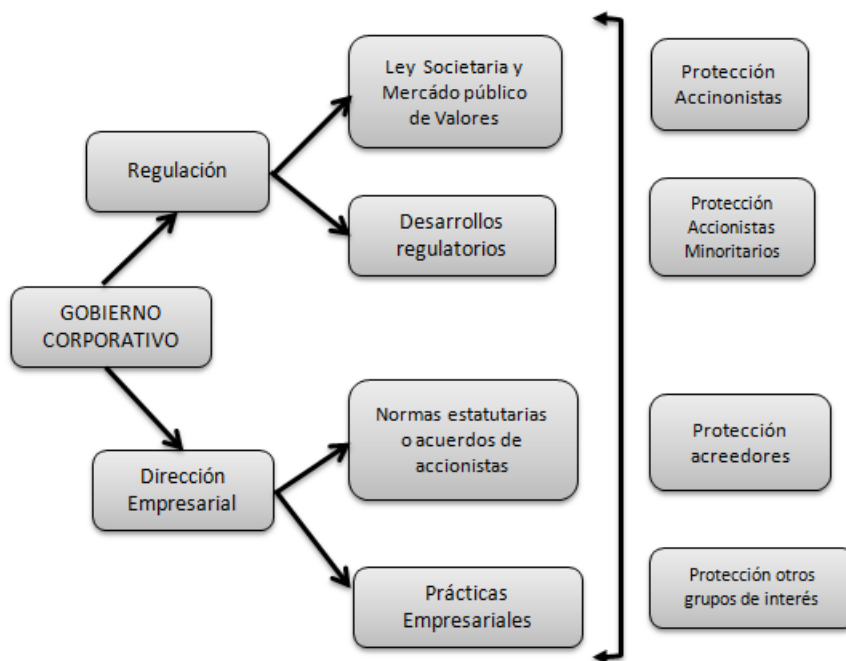 Ley Societaria y
Mercádo público
de Valores
Protección
Accinonistas
Regulación
Desarrollos
regulatorios
Protección
Accionistas
Minoritarios
GOBIERNO
CORPORATIVO
Normas estatutarias
o acuerdos de
accionistas
Protección
acreedores
Dirección
Empresarial
Prácticas
Empresariales
Protección otros
grupos de interés